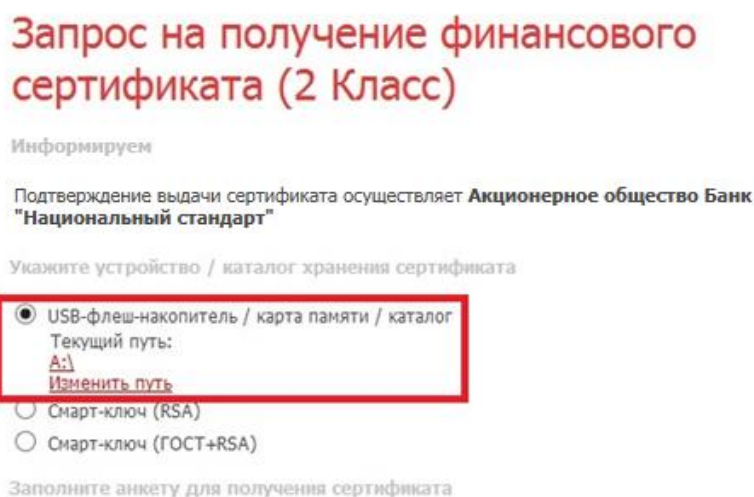 Запрос на получение финансового
сертификата (2 Класс)
Информируем
Подтверждение выдачи сертификата осуществляет Акционерное общество Банк
"Национальный стандарт"
Укажите устройство / каталог хранения сертификата
USB-флеш-накопитель / карта памяти / каталог
Текущий путь:
A:\
Изменить путь
Смарт-ключ (RSA)
Смарт-ключ (ГОСТ+RSA)
Заполните анкету для получения сертификата